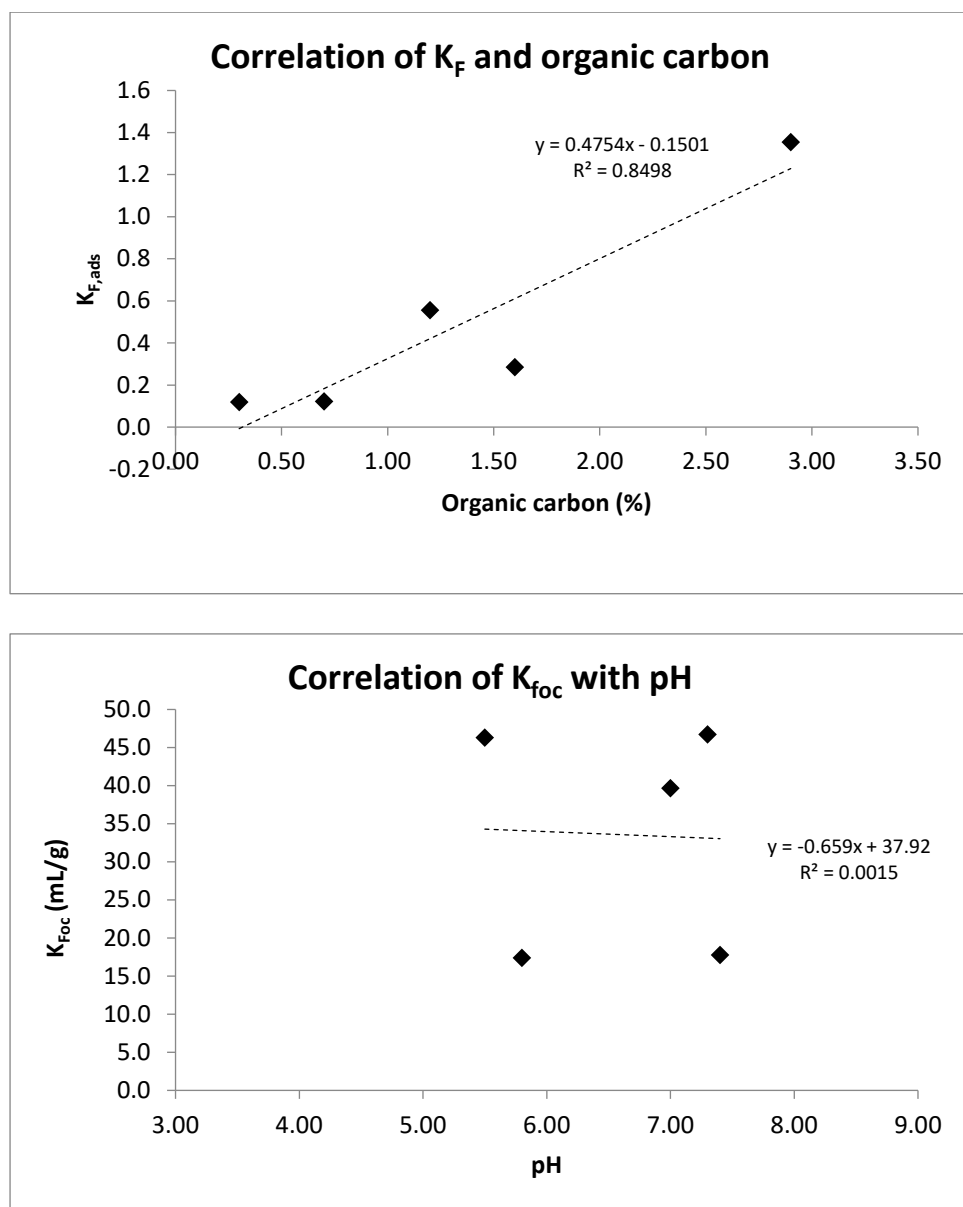 Correlation of K_F and organic carbon
1.6
1.4
1.2
1.0
0.8
0.6
0.4
0.2
0.0
-0.2
K_F,ads
y = 0.4754x - 0.1501
R² = 0.8498
0.00 0.50 1.00 1.50 2.00 2.50 3.00 3.50
Organic carbon (%)
Correlation of K_foc with pH
50.0
45.0
40.0
35.0
30.0
25.0
20.0
15.0
10.0
5.0
0.0
K_Foc (mL/g)
y = -0.659x + 37.92
R² = 0.0015
3.00 4.00 5.00 6.00 7.00 8.00 9.00
pH